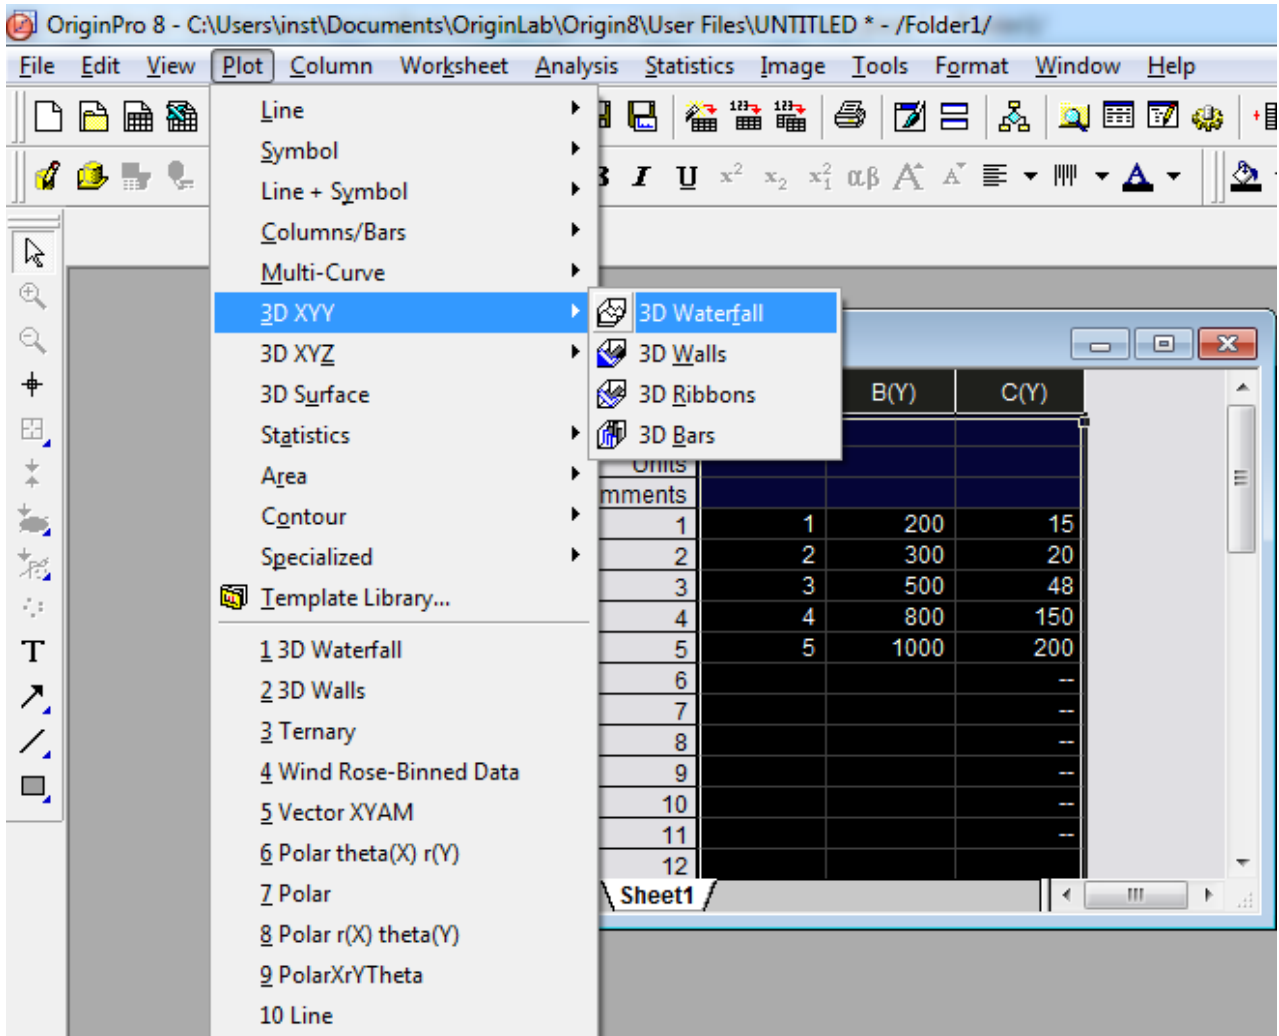 OriginPro 8 - C:\Users\inst\Documents\OriginLab\Origin8\User Files\UNTITLED * - /Folder1/
File Edit View Plot Column Worksheet Analysis Statistics Image Tools Format Window Help
Line
Symbol
Line + Symbol
Columns/Bars
Multi-Curve
3D XYY
3D XYZ
3D Surface
Statistics
Area
Contour
Specialized
Template Library...
1 3D Waterfall
2 3D Walls
3 Ternary
4 Wind Rose-Binned Data
5 Vector XYAM
6 Polar theta(X) r(Y)
7 Polar
8 Polar r(X) theta(Y)
9 PolarXrYTheta
10 Line
3D Waterfall
3D Walls
3D Ribbons
3D Bars
I U x² x₂ αβ A A A
T
B(Y) C(Y)
Units
mments
1 1 200 15
2 2 300 20
3 3 500 48
4 4 800 150
5 5 1000 200
6 --
7 --
8 --
9 --
10 --
11 --
12
Sheet1